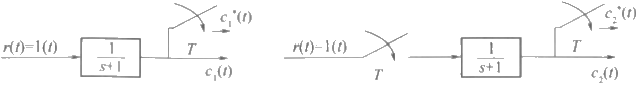 r(t)=1(t)
1
s+1
T
c₁*(t)
c₁(t)
r(t)=1(t)
T
1
s+1
T
c₂*(t)
c₂(t)